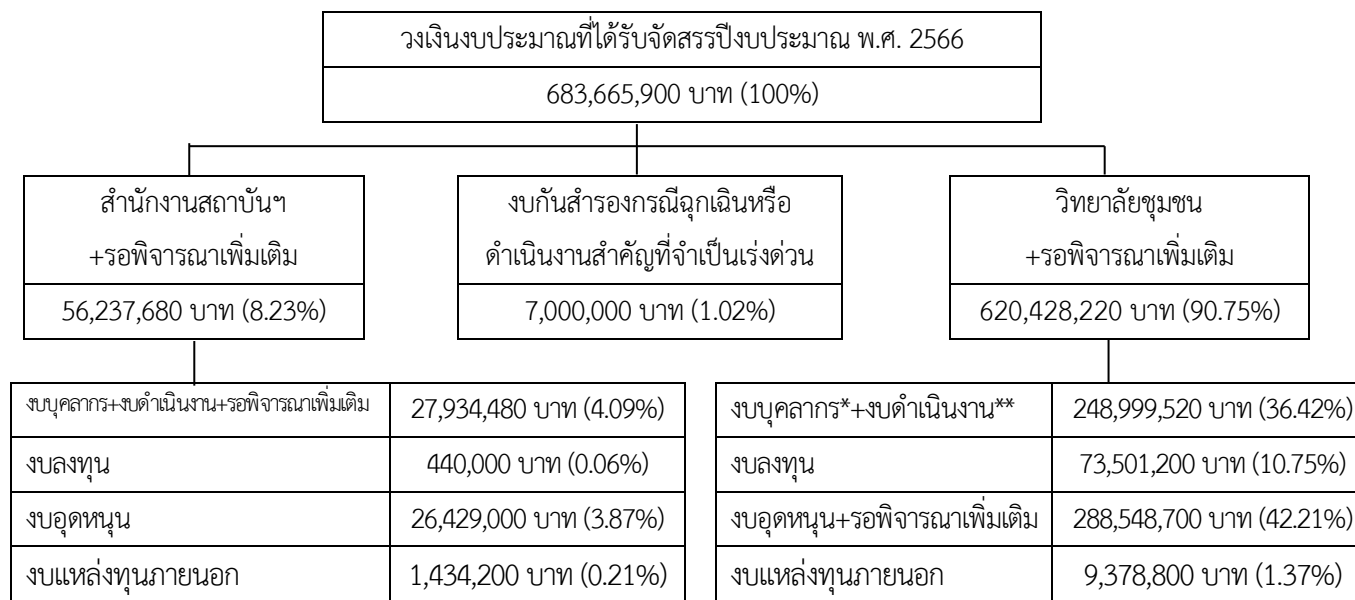 วงเงินงบประมาณที่ได้รับจัดสรรปีงบประมาณ พ.ศ. 2566
683,665,900 บาท (100%)
สำนักงานสถาบันฯ
+รอพิจารณาเพิ่มเติม
56,237,680 บาท (8.23%)
งบกันสำรองกรณีฉุกเฉินหรือ
ดำเนินงานสำคัญที่จำเป็นเร่งด่วน
7,000,000 บาท (1.02%)
วิทยาลัยชุมชน
+รอพิจารณาเพิ่มเติม
620,428,220 บาท (90.75%)
งบบุคลากร+งบดำเนินงาน+รอพิจารณาเพิ่มเติม 27,934,480 บาท (4.09%)
งบลงทุน 440,000 บาท (0.06%)
งบอุดหนุน 26,429,000 บาท (3.87%)
งบแหล่งทุนภายนอก 1,434,200 บาท (0.21%)
งบบุคลากร*+งบดำเนินงาน** 248,999,520 บาท (36.42%)
งบลงทุน 73,501,200 บาท (10.75%)
งบอุดหนุน+รอพิจารณาเพิ่มเติม 288,548,700 บาท (42.21%)
งบแหล่งทุนภายนอก 9,378,800 บาท (1.37%)